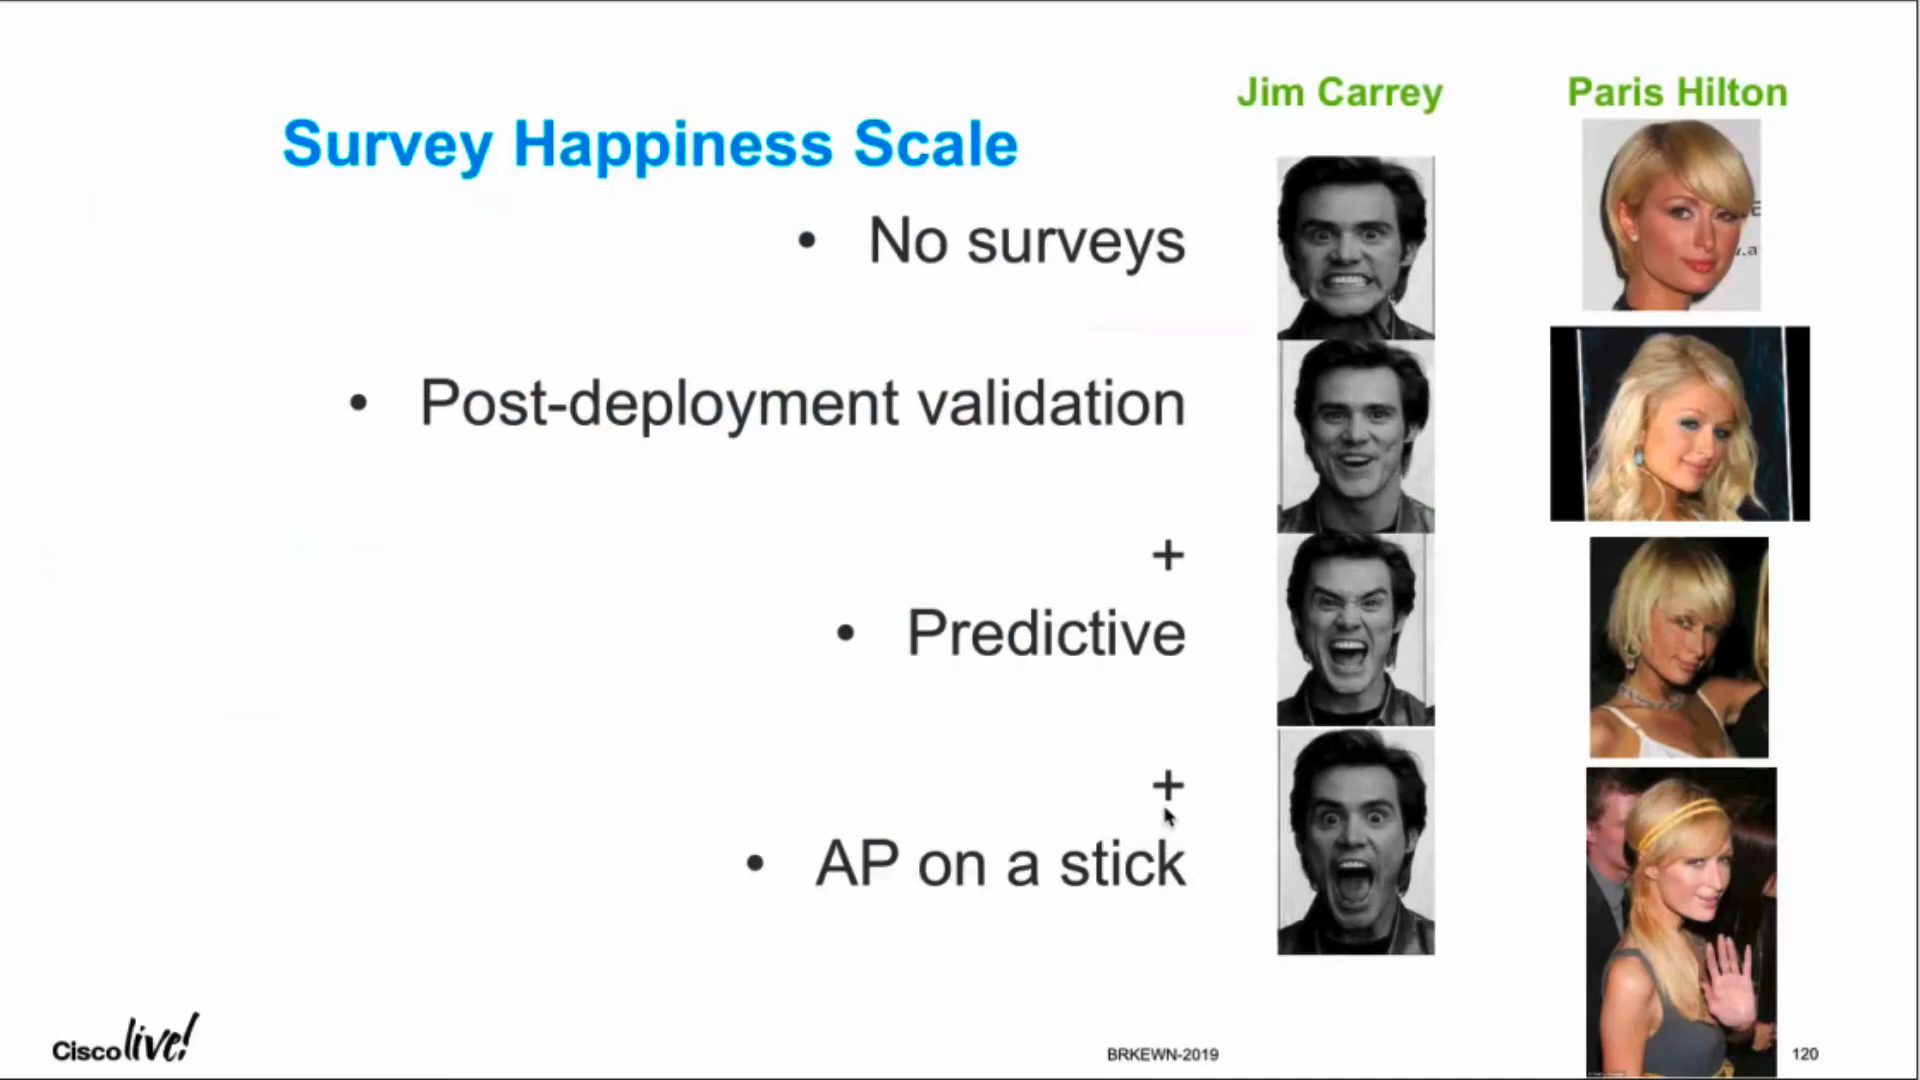 Jim Carrey
Paris Hilton
Survey Happiness Scale
• No surveys
• Post-deployment validation
+
• Predictive
+
• AP on a stick
Cisco live!
BRKEWN-2019
120